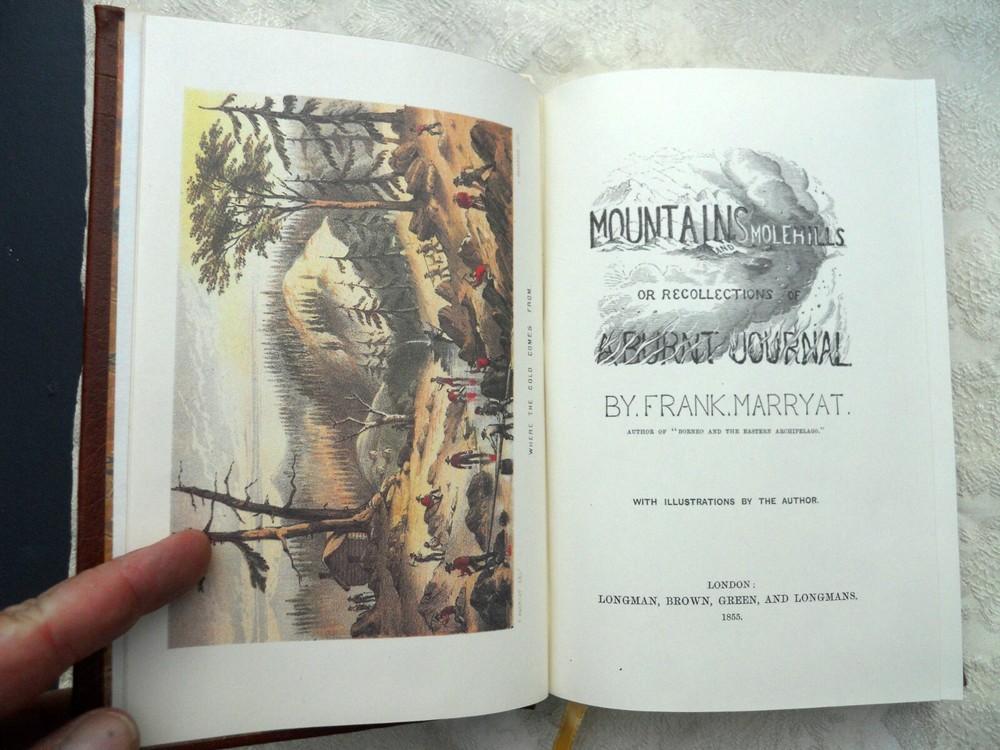 WHERE THE GOLD COMES FROM.
MOUNTAINS
AND MOLEHILLS
OR RECOLLECTIONS OF
A BURNT JOURNAL
BY. FRANK. MARRYAT.
AUTHOR OF "BORNEO AND THE EASTERN ARCHIPELAGO."
WITH ILLUSTRATIONS BY THE AUTHOR.
LONDON:
LONGMAN, BROWN, GREEN, AND LONGMANS.
1855.